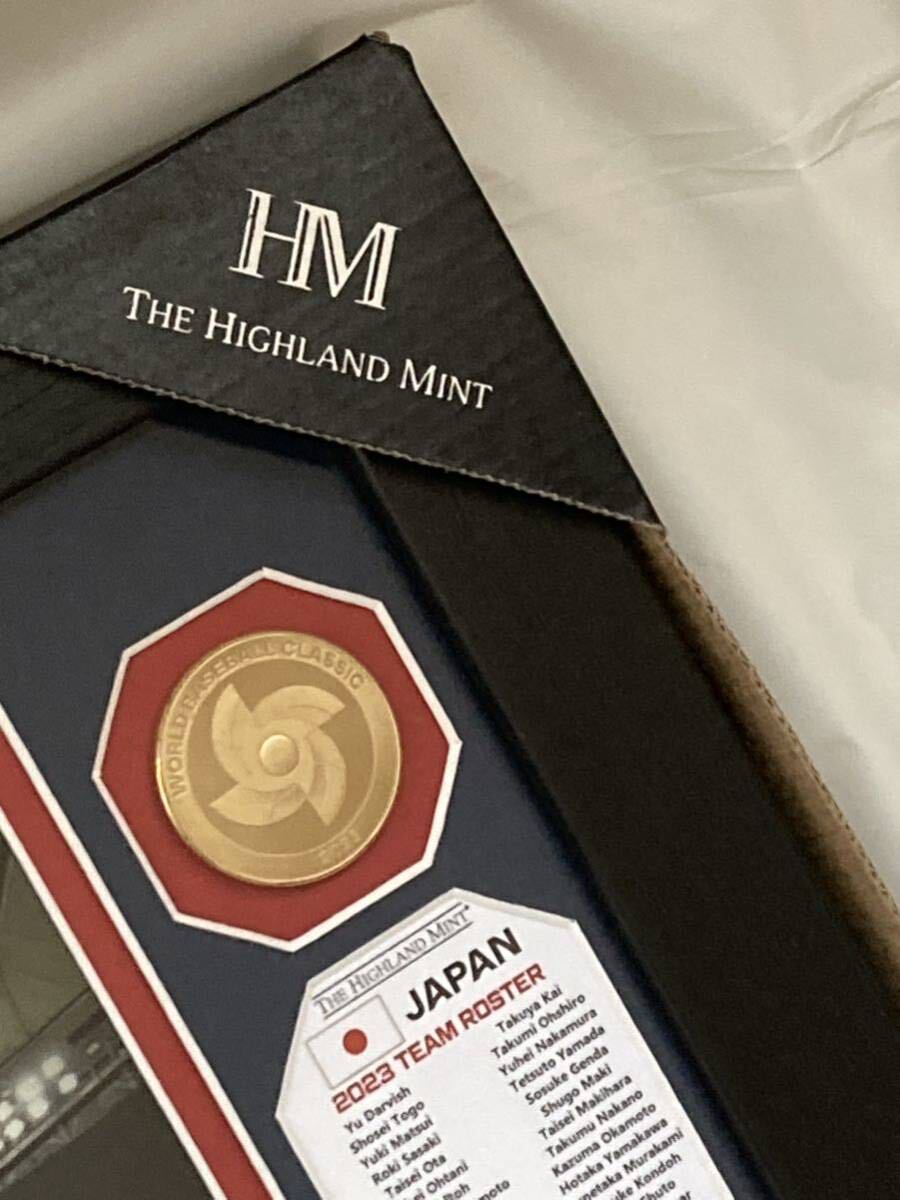 HM
THE HIGHLAND MINT
WORLD BASEBALL CLASSIC
2023
THE HIGHLAND MINT
JAPAN
2023 TEAM ROSTER
Yu Darvish
Shosei Togo
Yuki Matsui
Roki Sasaki
Taisei Ota
Takuya Kai
Takumi Ohshiro
Yuhei Nakamura
Tetsuto Yamada
Sosuke Genda
Shugo Maki
Taisei Makihara
Takumu Nakano
Kazuma Okamoto
Hotaka Yamakawa
Murakami
Kondoh